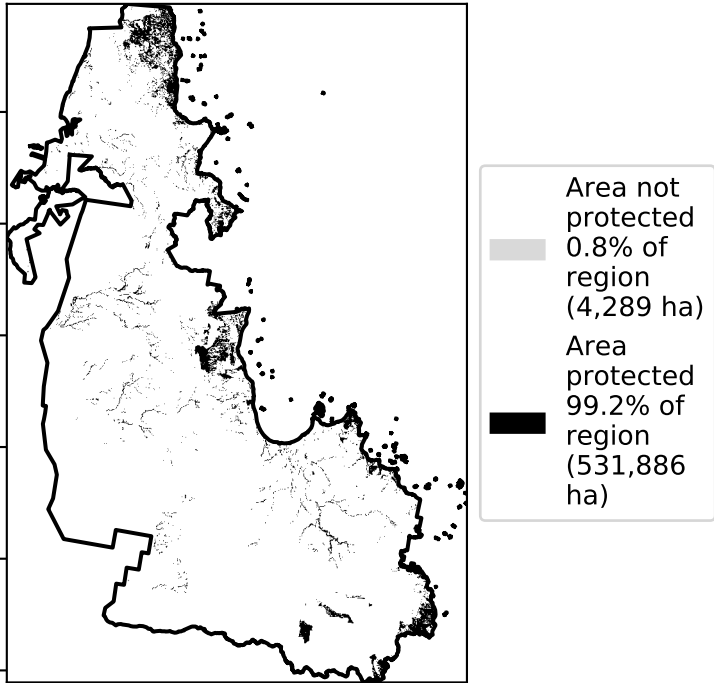 Area not
protected
0.8% of
region
(4,289 ha)
Area
protected
99.2% of
region
(531,886
ha)